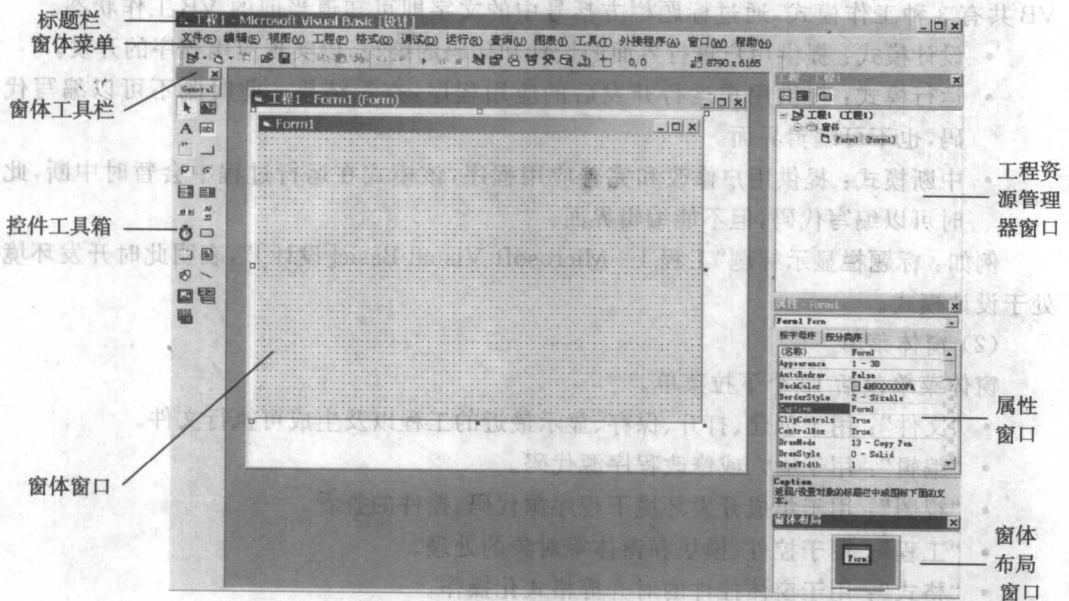 标题栏
窗体菜单
窗体工具栏
控件工具箱
窗体窗口
工程1 - Microsoft Visual Basic [设计]
文件(F) 编辑(E) 视图(V) 工程(P) 格式(O) 调试(D) 运行(R) 查询(U) 图表(I) 工具(T) 外接程序(A) 窗口(W) 帮助(H)
0, 0
8790 x 6165
General
工程1 - Form1 (Form)
Form1
工程 - 工程1
工程1 (工程1)
窗体
Form1 (Form1)
工程资
源管理
器窗口
属性 - Form1
Form1 Form
按字母序 按分类序
(名称) Form1
Appearance 1 - 3D
AutoRedraw False
BackColor &H8000000F&
BorderStyle 2 - Sizable
Caption Form1
ClipControls True
ControlBox True
DrawMode 13 - Copy Pen
DrawStyle 0 - Solid
DrawWidth 1
Caption
返回/设置对象的标题栏中或图标下面的文
本。
属性
窗口
窗体布局
Form
窗体
布局
窗口